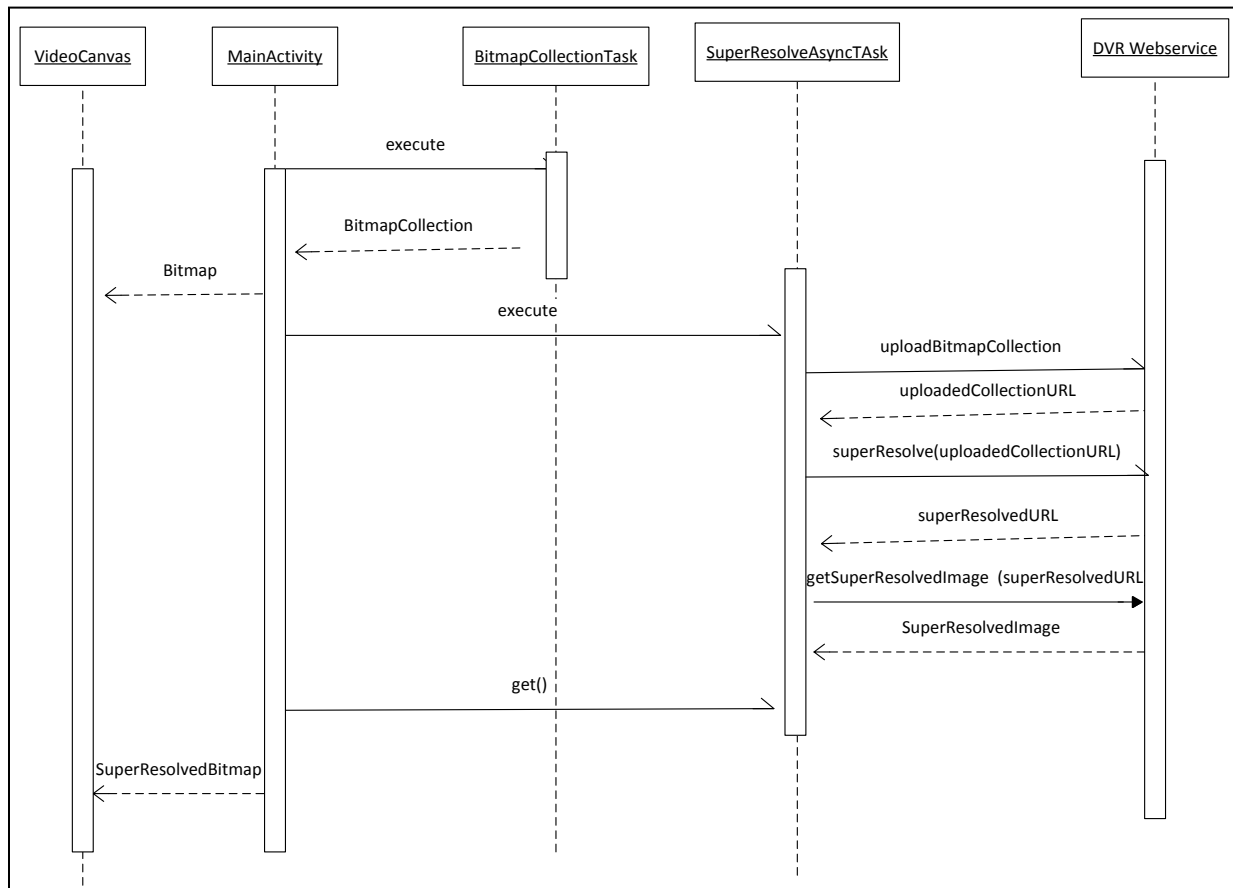 VideoCanvas
MainActivity
BitmapCollectionTask
SuperResolveAsyncTAsk
DVR Webservice
execute
BitmapCollection
Bitmap
execute
uploadBitmapCollection
uploadedCollectionURL
superResolve(uploadedCollectionURL)
superResolvedURL
getSuperResolvedImage (superResolvedURL
SuperResolvedImage
get()
SuperResolvedBitmap